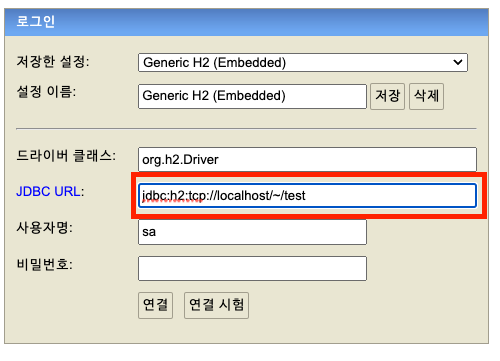 로그인
저장한 설정: Generic H2 (Embedded)
설정 이름: Generic H2 (Embedded) 저장 삭제
드라이버 클래스: org.h2.Driver
JDBC URL: jdbc:h2:tcp://localhost/~/test
사용자명: sa
비밀번호:
연결 연결 시험